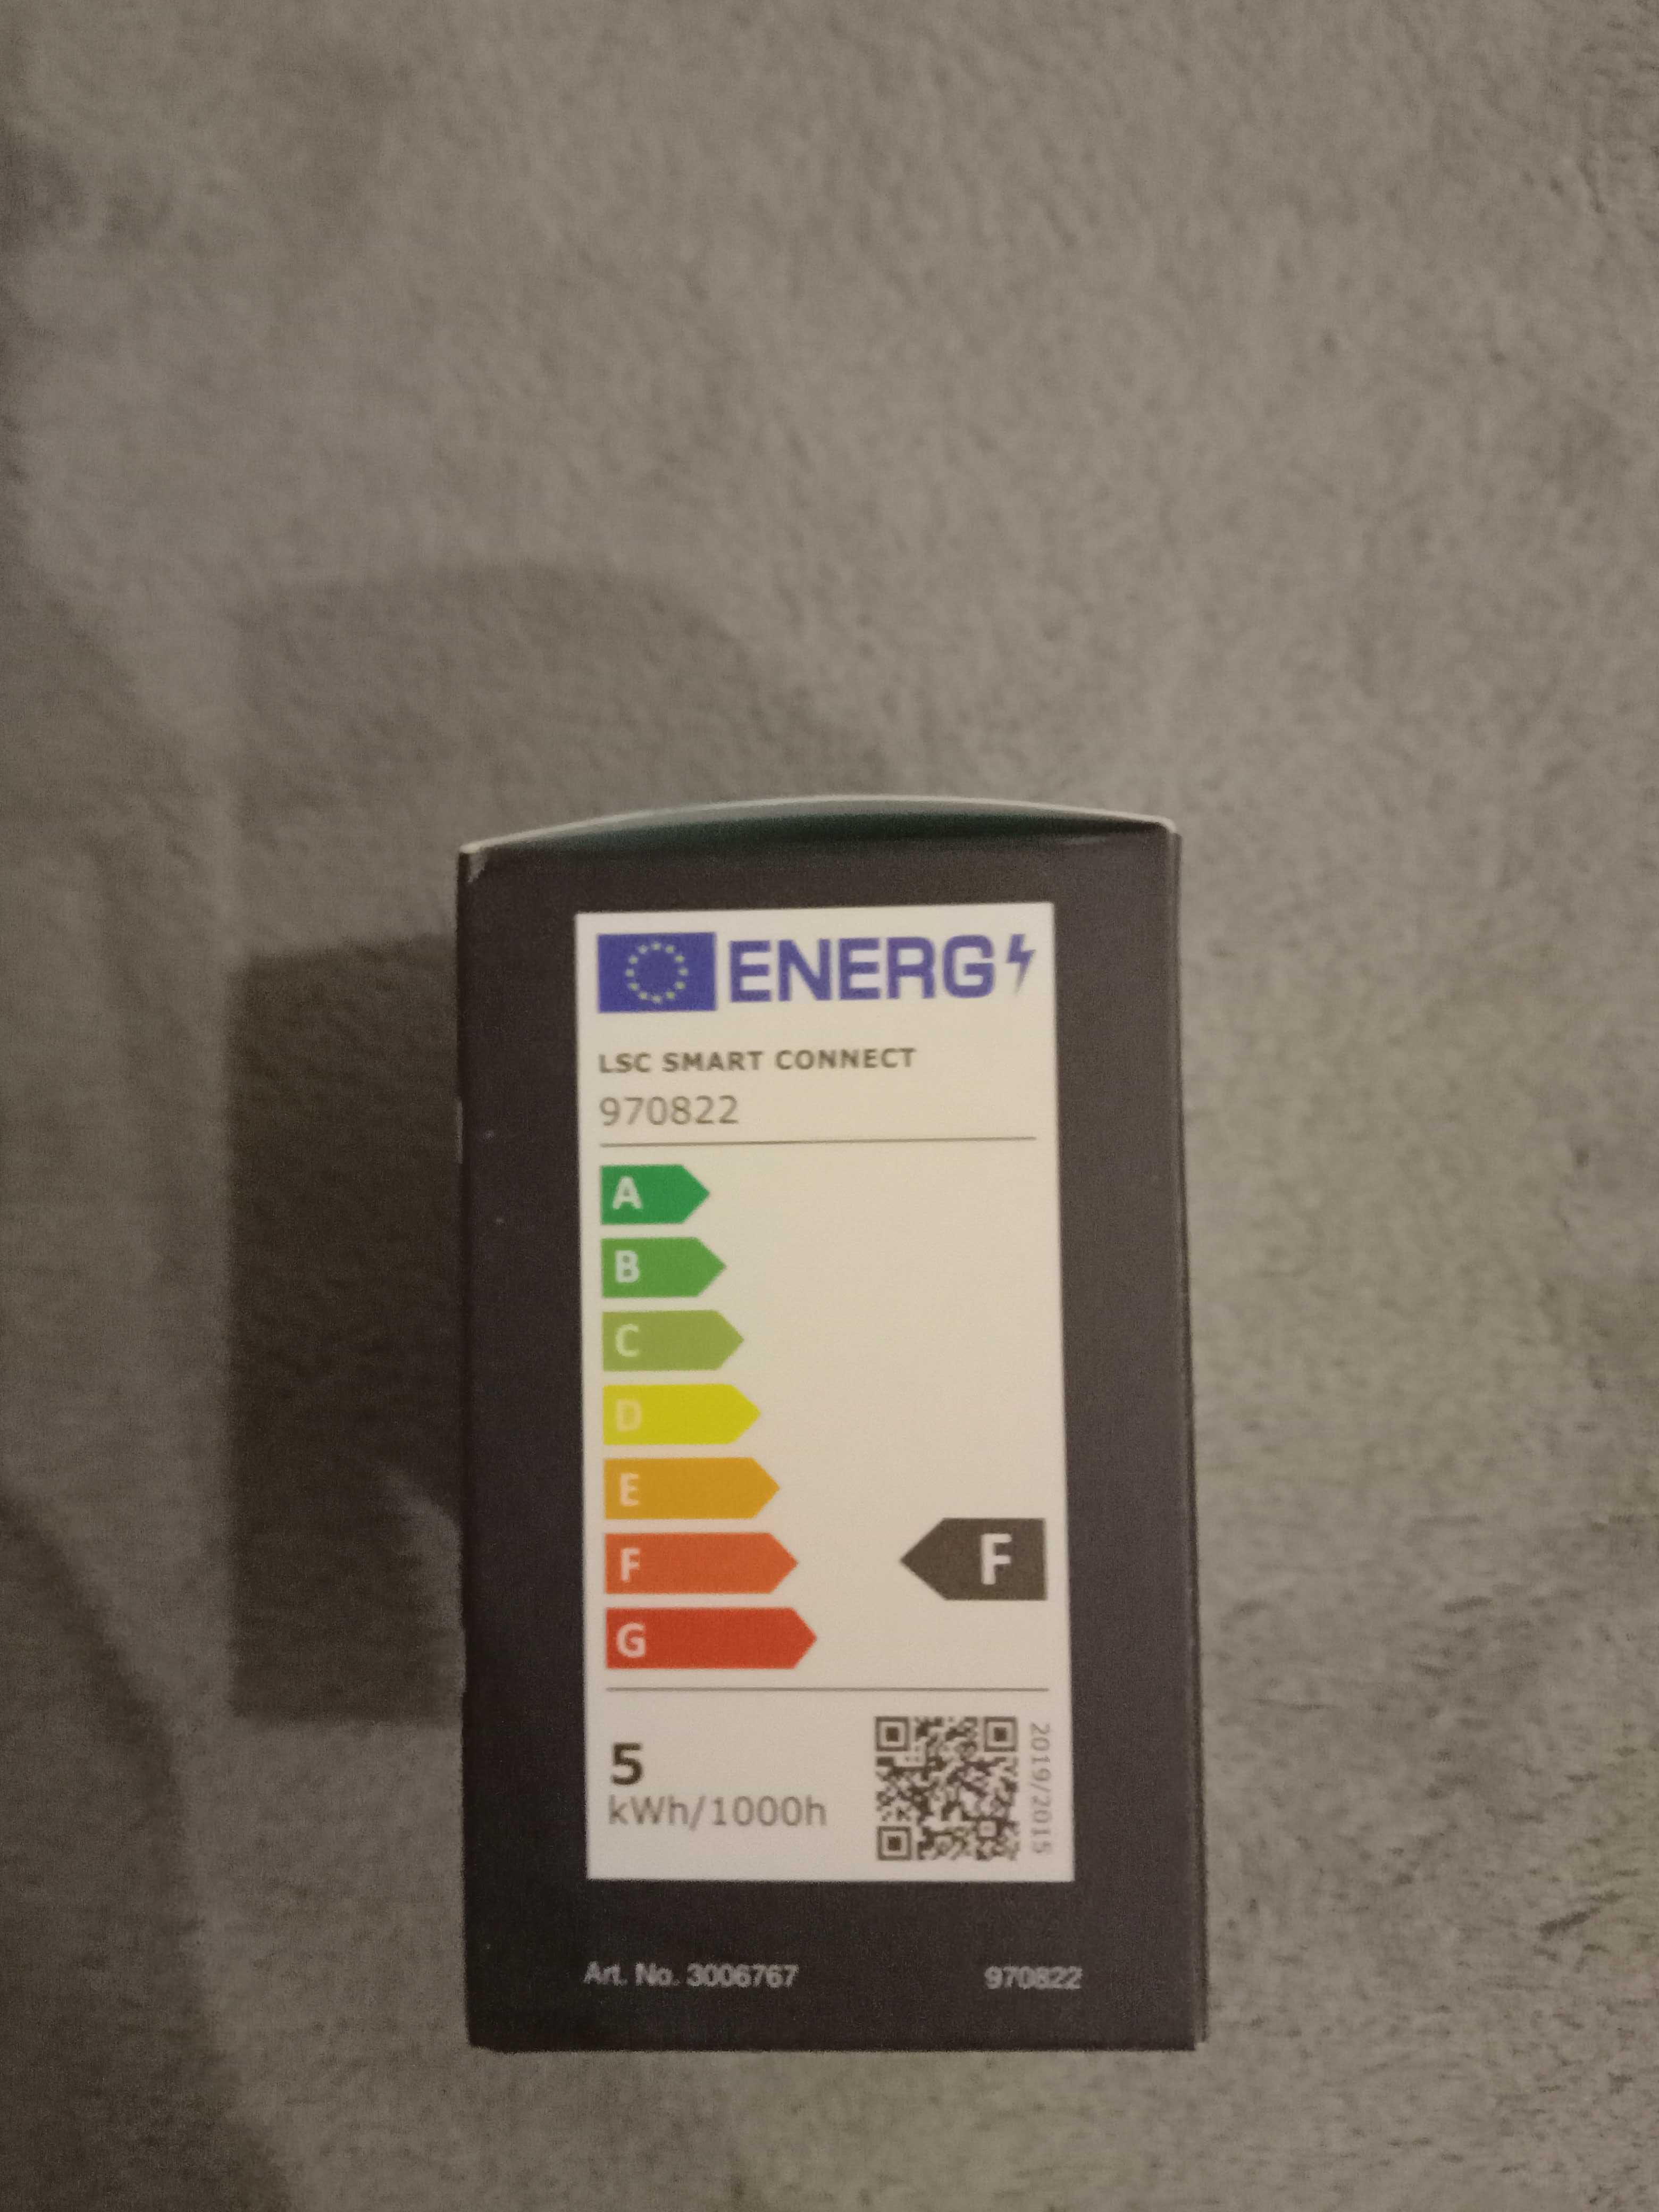 ENERG
LSC SMART CONNECT
970822
A
B
C
D
E
F
F
G
5
kWh/1000h
2019/2015
Art. No. 3006767 970822